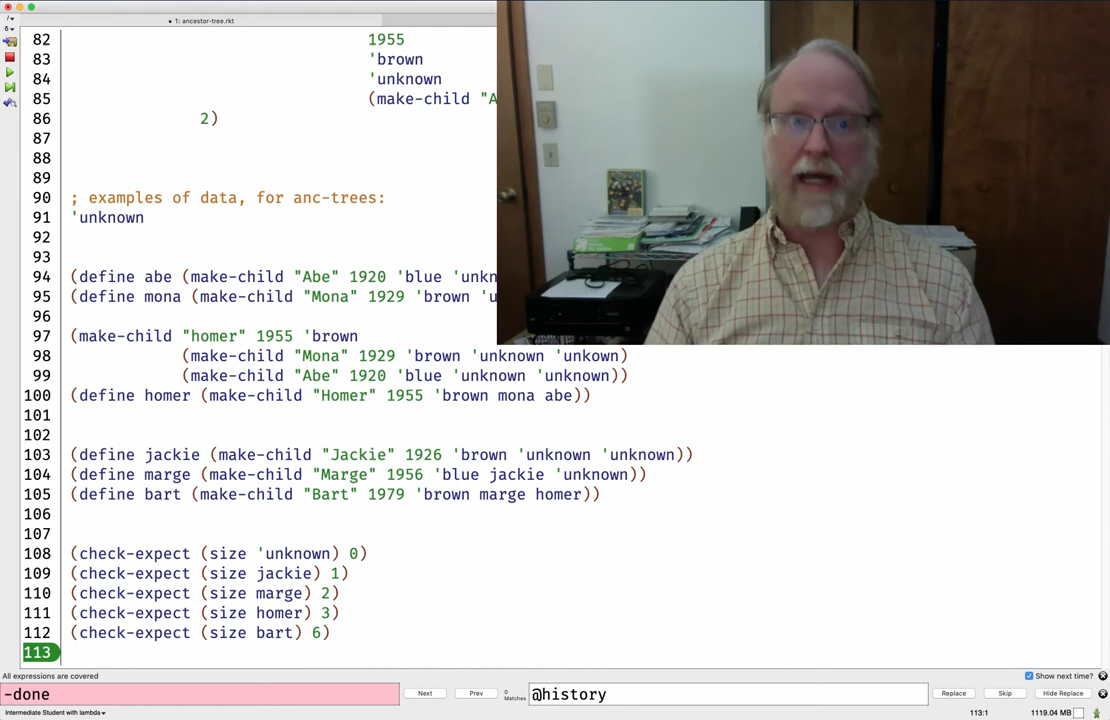 1: ancestor-tree.rkt
82 1955
83 'brown
84 'unknown
85 (make-child "A
86 2)
87
88
89
90 ; examples of data, for anc-trees:
91 'unknown
92
93
94 (define abe (make-child "Abe" 1920 'blue 'unkn
95 (define mona (make-child "Mona" 1929 'brown 'u
96
97 (make-child "homer" 1955 'brown
98 (make-child "Mona" 1929 'brown 'unknown 'unkown)
99 (make-child "Abe" 1920 'blue 'unknown 'unknown))
100 (define homer (make-child "Homer" 1955 'brown mona abe))
101
102
103 (define jackie (make-child "Jackie" 1926 'brown 'unknown 'unknown))
104 (define marge (make-child "Marge" 1956 'blue jackie 'unknown))
105 (define bart (make-child "Bart" 1979 'brown marge homer))
106
107
108 (check-expect (size 'unknown) 0)
109 (check-expect (size jackie) 1)
110 (check-expect (size marge) 2)
111 (check-expect (size homer) 3)
112 (check-expect (size bart) 6)
113
All expressions are covered
Show next time?
-done Next Prev 0 Matches @history Replace Skip Hide Replace
Intermediate Student with lambda 113:1 1119.04 MB